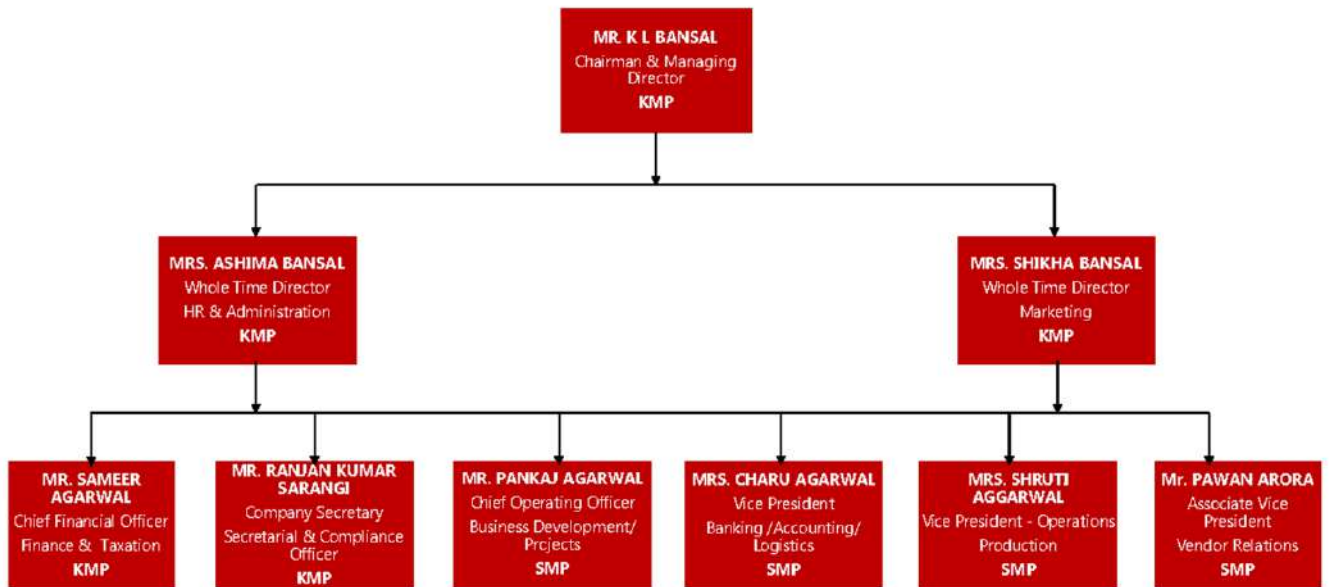 MR. K L BANSAL
Chairman & Managing
Director
KMP
MRS. ASHIMA BANSAL
Whole Time Director
HR & Administration
KMP
MRS. SHIKHA BANSAL
Whole Time Director
Marketing
KMP
MR. SAMEER
AGARWAL
Chief Financial Officer
Finance & Taxation
KMP
MR. RANJAN KUMAR
SARANGI
Company Secretary
Secretarial & Compliance
Officer
KMP
MR. PANKAJ AGARWAL
Chief Operating Officer
Business Development/
Projects
SMP
MRS. CHARU AGARWAL
Vice President
Banking /Accounting/
Logistics
SMP
MRS. SHRUTI
AGGARWAL
Vice President - Operations
Production
SMP
Mr. PAWAN ARORA
Associate Vice
President
Vendor Relations
SMP